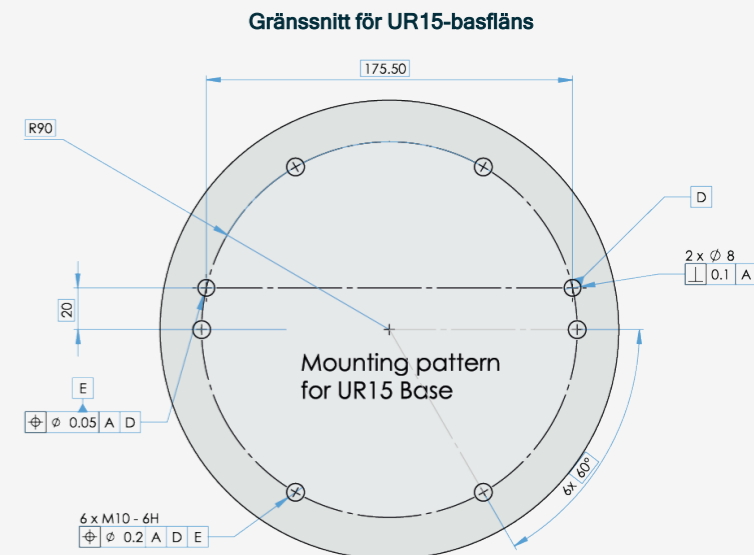 Gränssnitt för UR15-basfläns
175.50
R90
D
2 x ∅ 8
⟂ 0.1 A
20
Mounting pattern
for UR15 Base
E
⌖ ∅ 0.05 A D
6x 60°
6 x M10 - 6H
⌖ ∅ 0.2 A D E